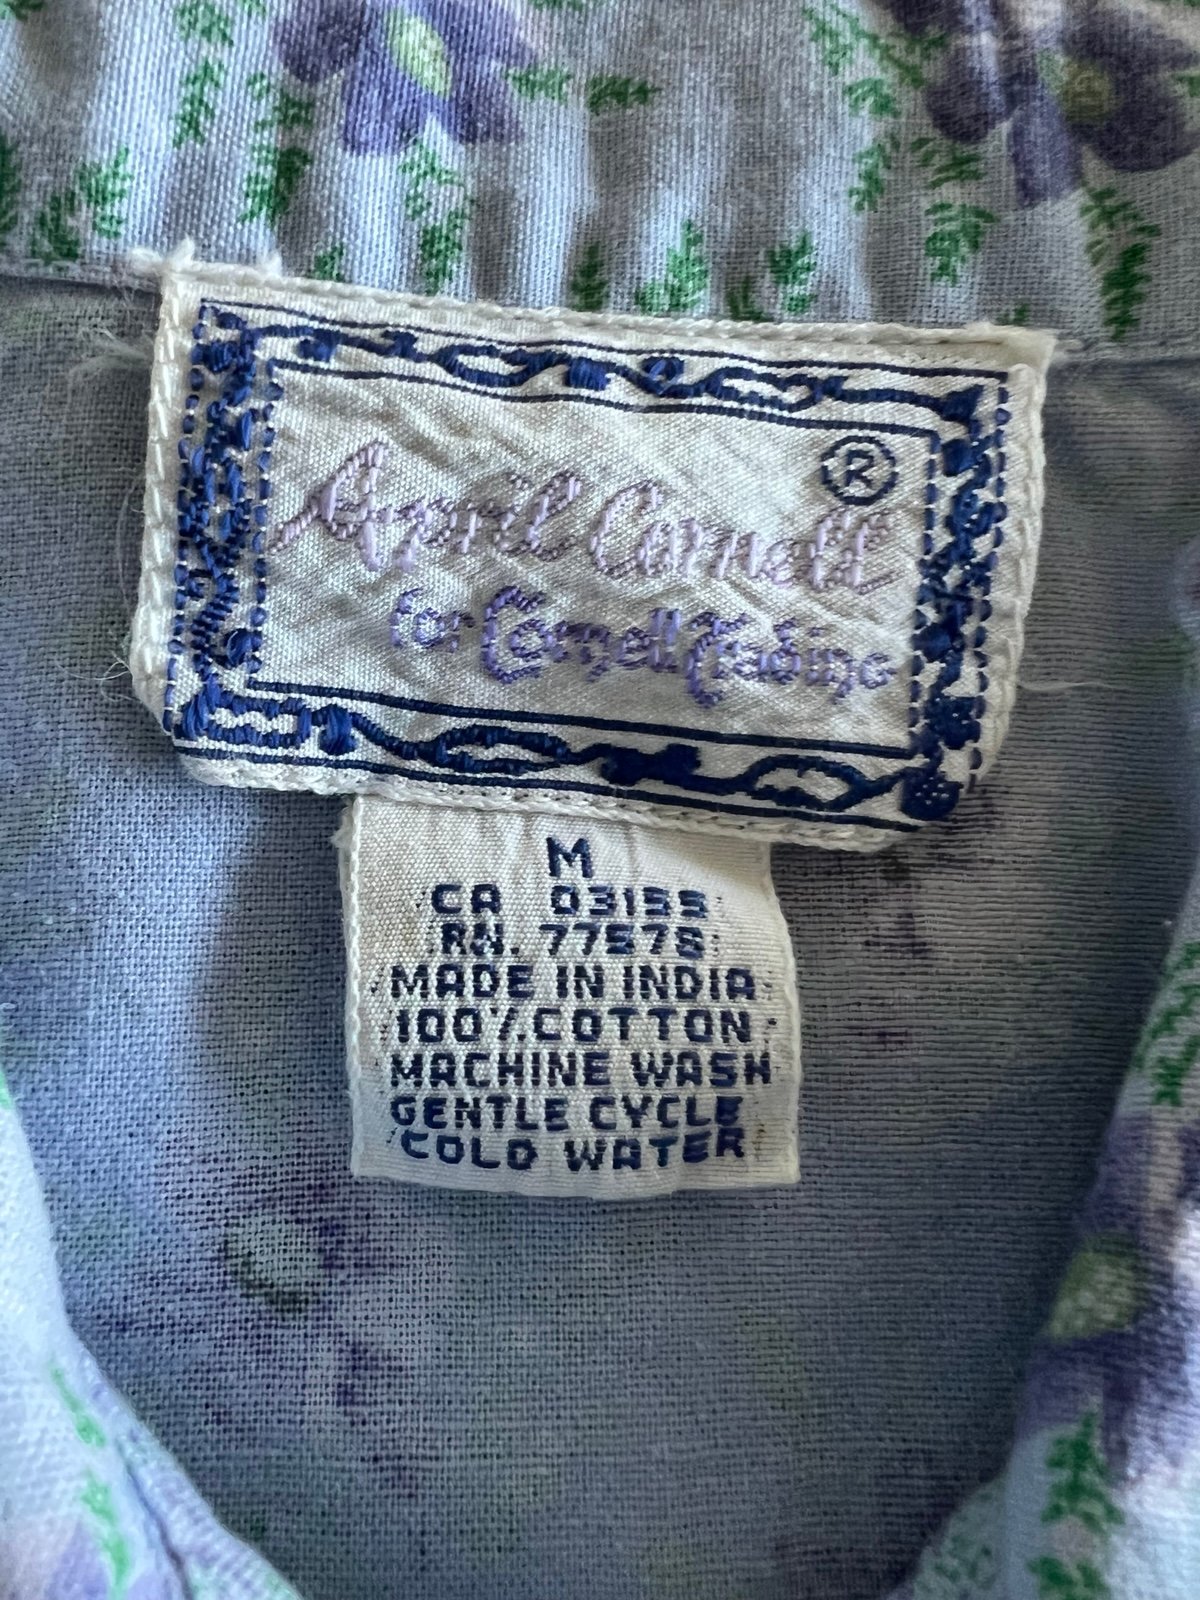 ®
April Cornell
for Cornell Trading
M
CA 03155
RN. 77576
MADE IN INDIA
100% COTTON
MACHINE WASH
GENTLE CYCLE
COLD WATER